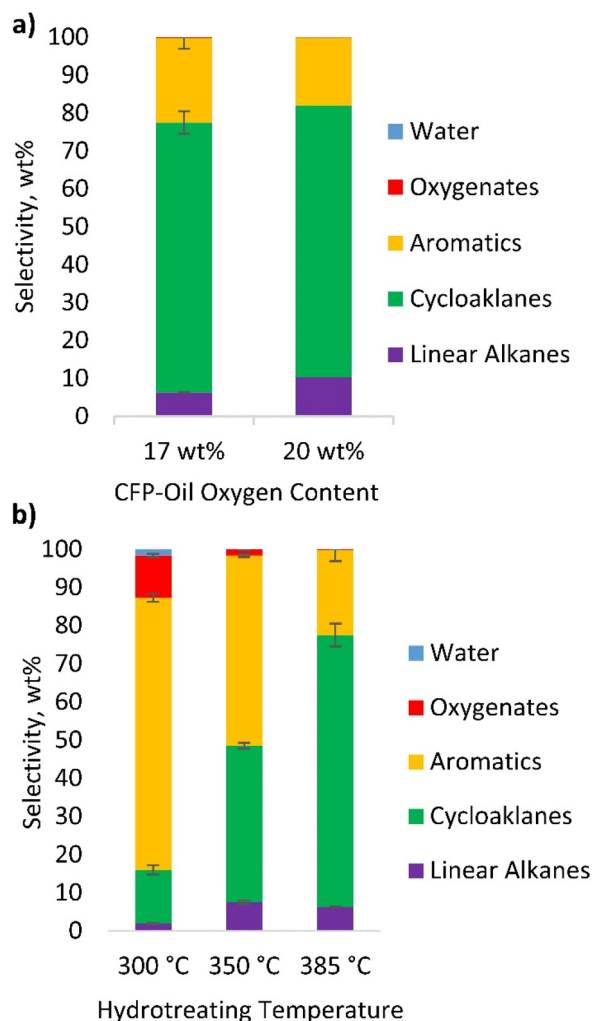 a)
100
90
80
70
60
50
40
30
20
10
0
Selectivity, wt%
Water
Oxygenates
Aromatics
Cycloaklanes
Linear Alkanes
17 wt% 20 wt%
CFP-Oil Oxygen Content
b)
100
90
80
70
60
50
40
30
20
10
0
Selectivity, wt%
Water
Oxygenates
Aromatics
Cycloaklanes
Linear Alkanes
300 °C 350 °C 385 °C
Hydrotreating Temperature